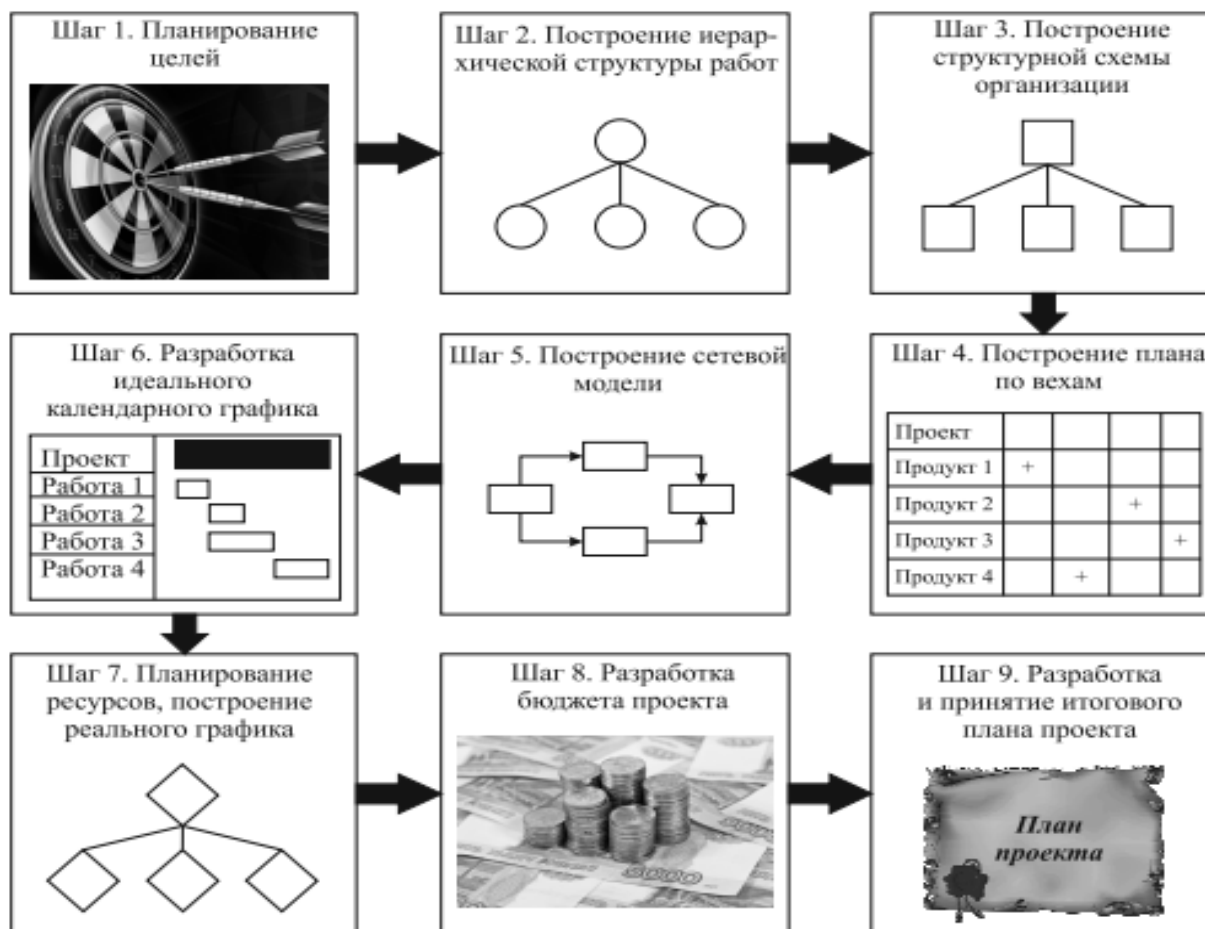 Шаг 1. Планирование
целей
Шаг 2. Построение иерар-
хической структуры работ
Шаг 3. Построение
структурной схемы
организации
Шаг 4. Построение плана
по вехам
Проект
Продукт 1 +
Продукт 2 +
Продукт 3 +
Продукт 4 +
Шаг 5. Построение сетевой
модели
Шаг 6. Разработка
идеального
календарного графика
Проект
Работа 1
Работа 2
Работа 3
Работа 4
Шаг 7. Планирование
ресурсов, построение
реального графика
Шаг 8. Разработка
бюджета проекта
5000
Шаг 9. Разработка
и принятие итогового
плана проекта
План
проекта